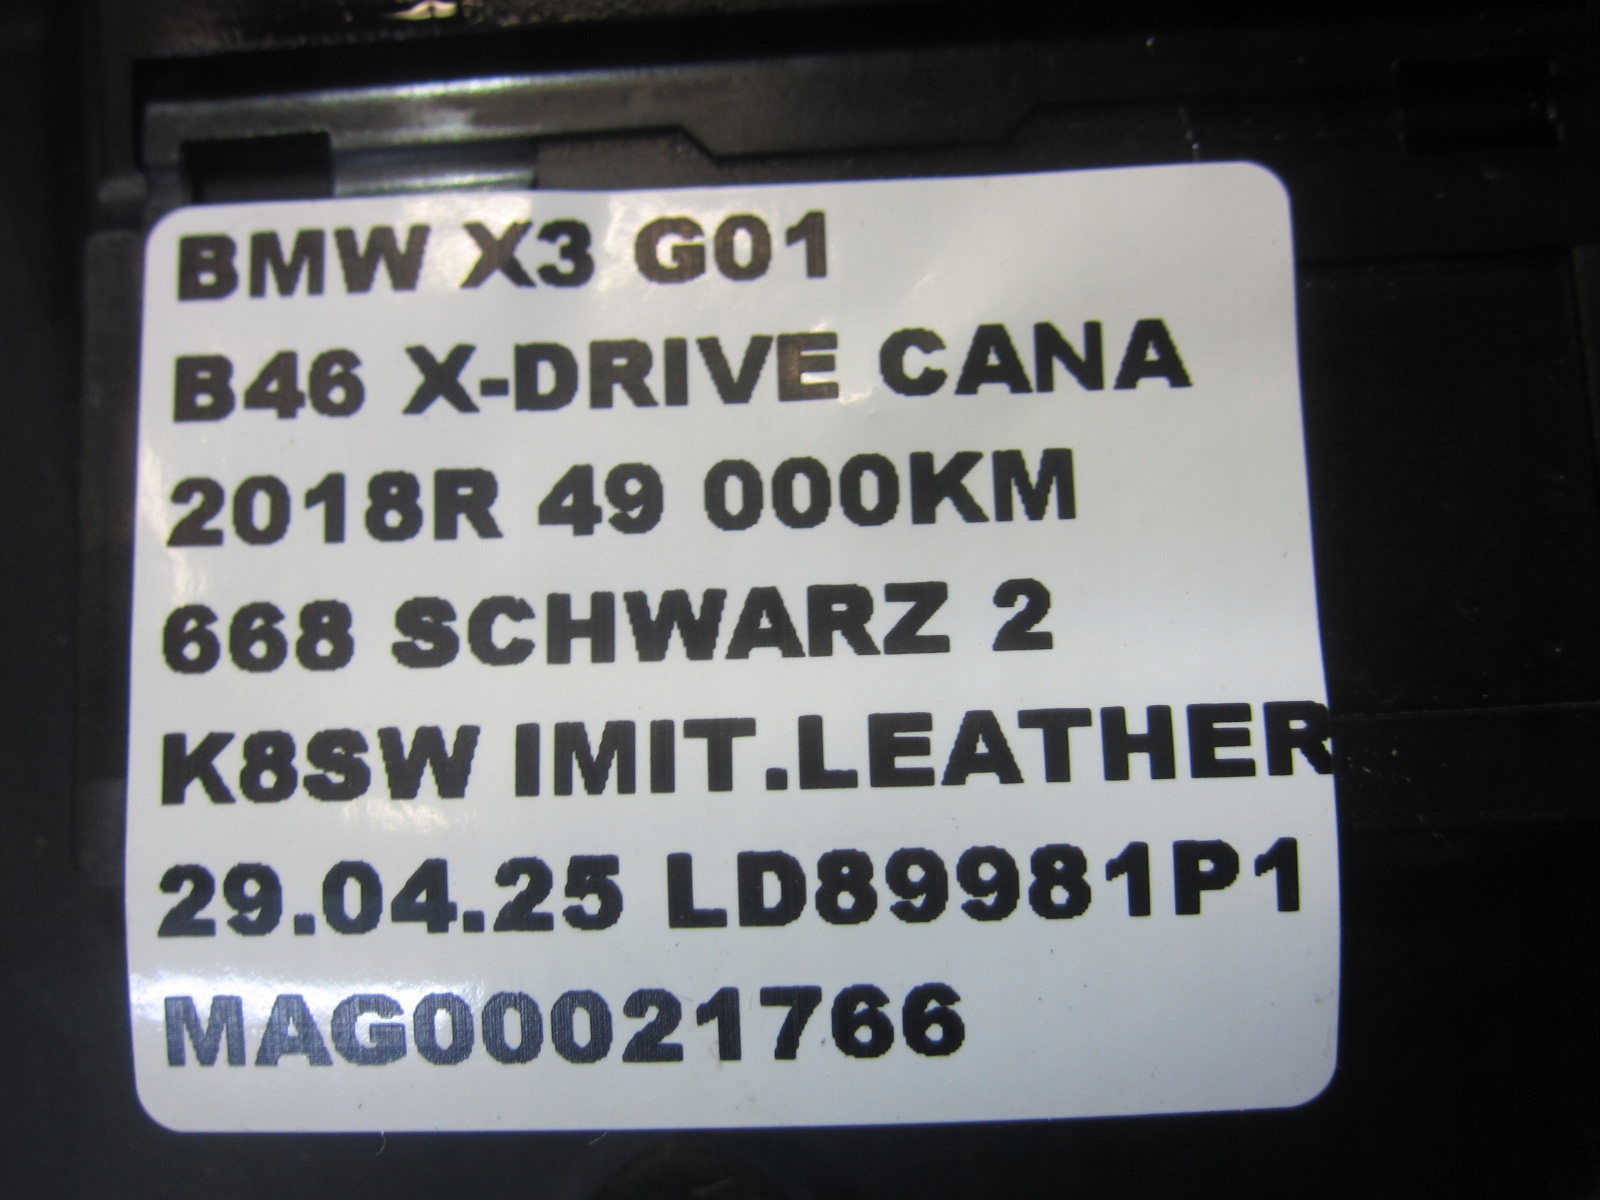 BMW X3 G01
B46 X-DRIVE CANA
2018R 49 000KM
668 SCHWARZ 2
K8SW IMIT.LEATHER
29.04.25 LD89981P1
MAG00021766